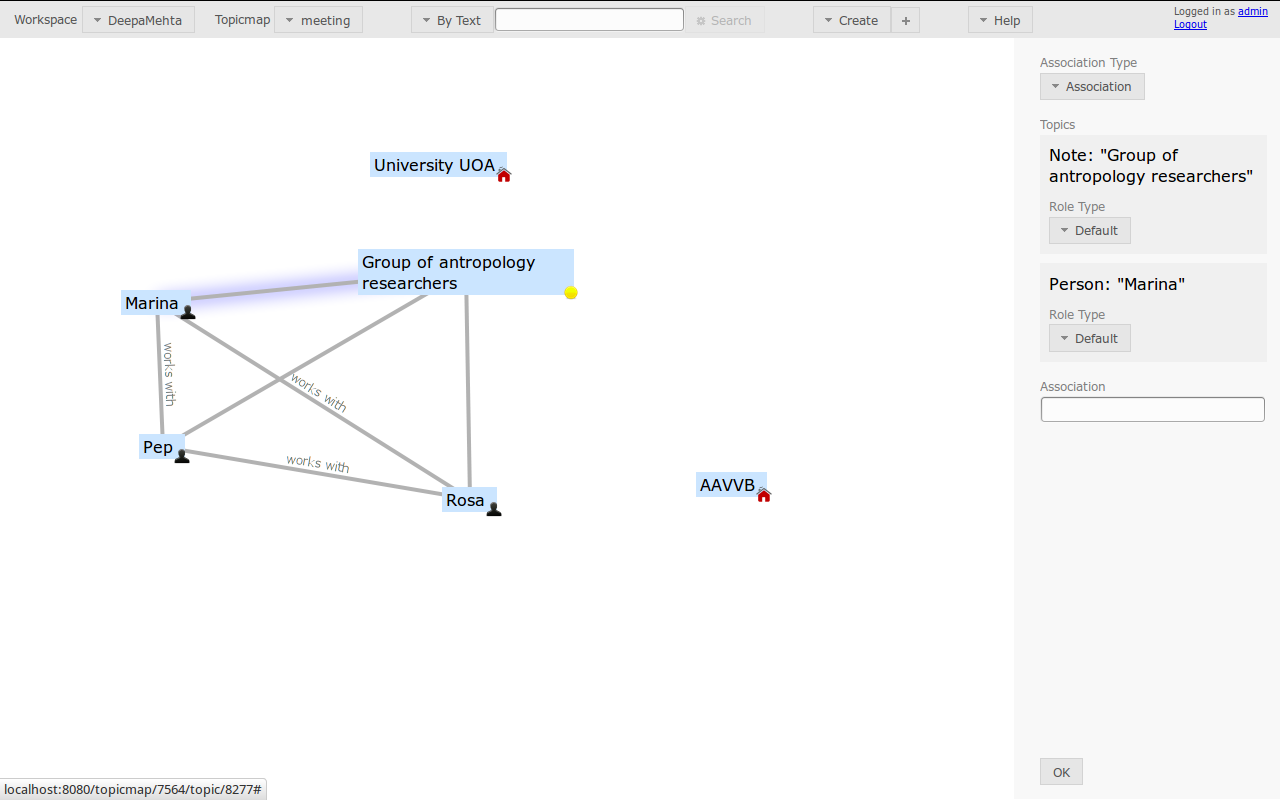 Workspace DeepaMehta Topicmap meeting By Text Search Create + Help Logged in as admin
Logout
Association Type
Association
Topics
Note: "Group of
antropology researchers"
Role Type
Default
Person: "Marina"
Role Type
Default
Association
OK
University UOA
Group of antropology
researchers
Marina
works with
works with
Pep
works with
Rosa
AAVVB
localhost:8080/topicmap/7564/topic/8277#